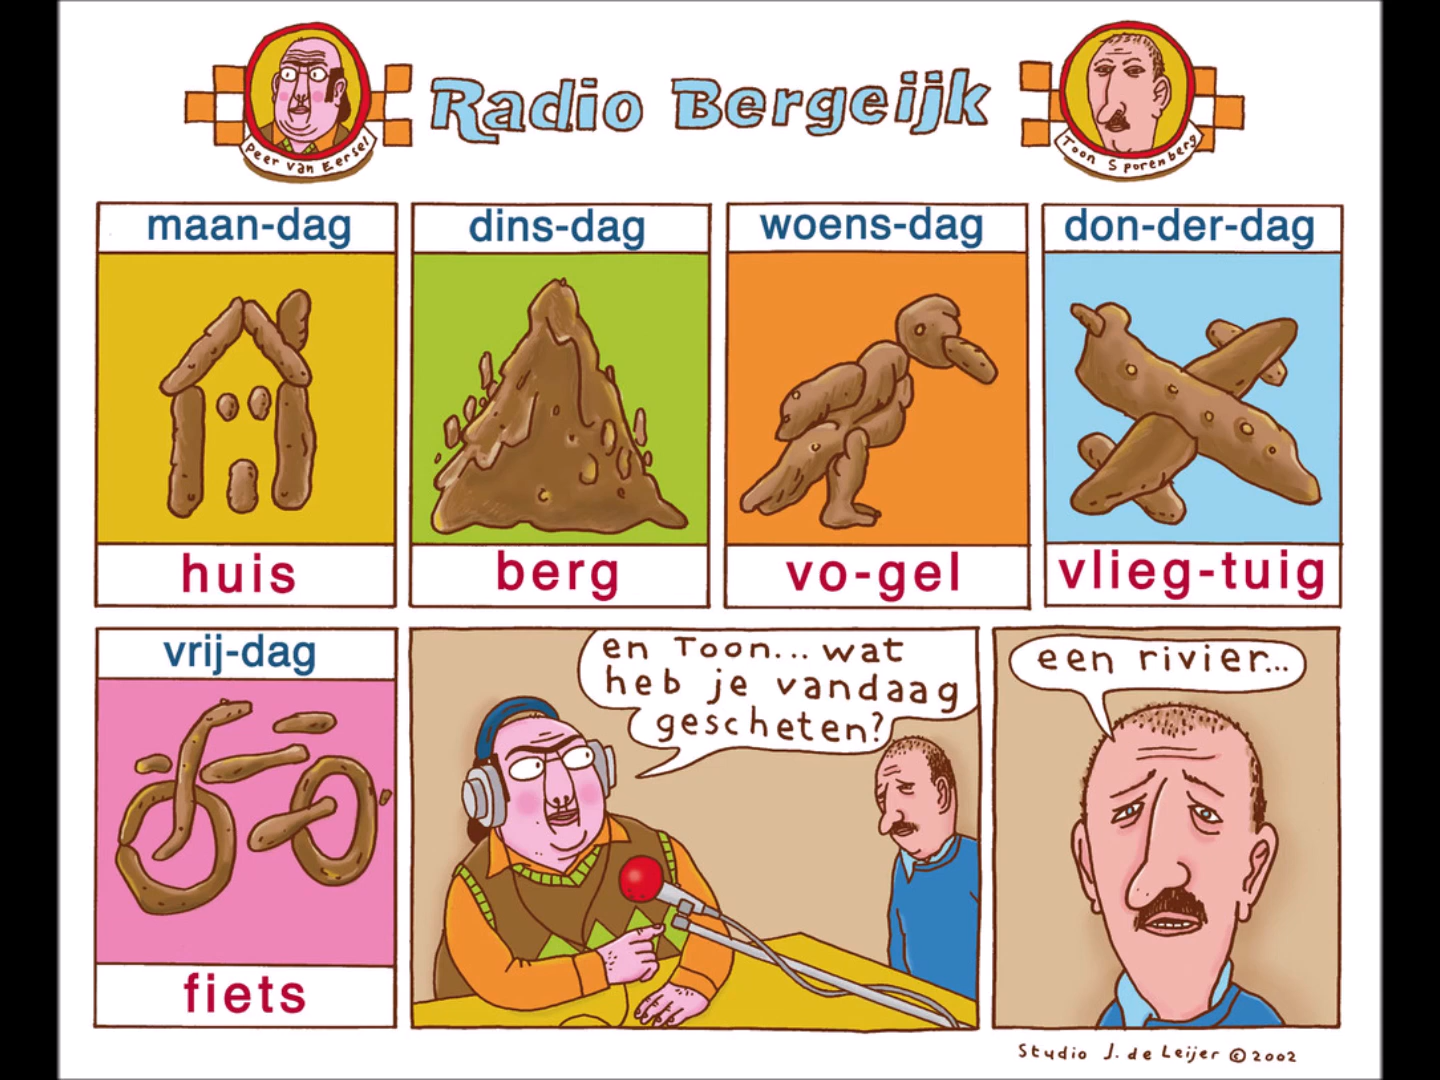 Radio Bergeijk
Peer van Eersel
Toon Sporenberg
maan-dag
huis
dins-dag
berg
woens-dag
vo-gel
don-der-dag
vlieg-tuig
vrij-dag
fiets
en Toon... wat
heb je vandaag
gescheten?
een rivier...
Studio J. de Leijer © 2002